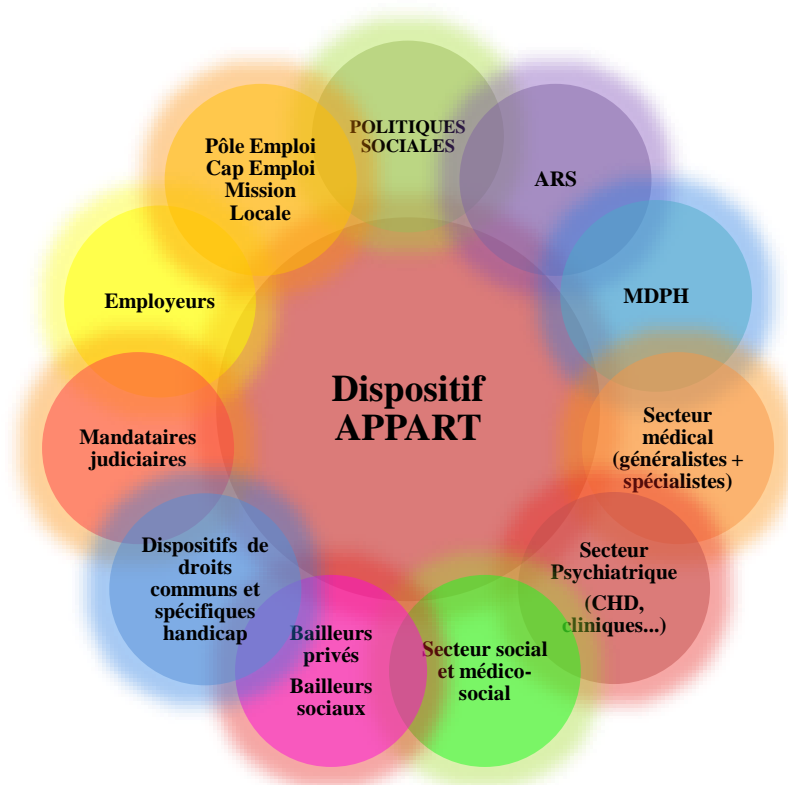 POLITIQUES
SOCIALES
ARS
MDPH
Secteur
médical
(généralistes +
spécialistes)
Secteur
Psychiatrique
(CHD,
cliniques...)
Secteur social
et médico-
social
Bailleurs
privés
Bailleurs
sociaux
Dispositifs de
droits
communs et
spécifiques
handicap
Mandataires
judiciaires
Employeurs
Pôle Emploi
Cap Emploi
Mission
Locale
Dispositif
APPART